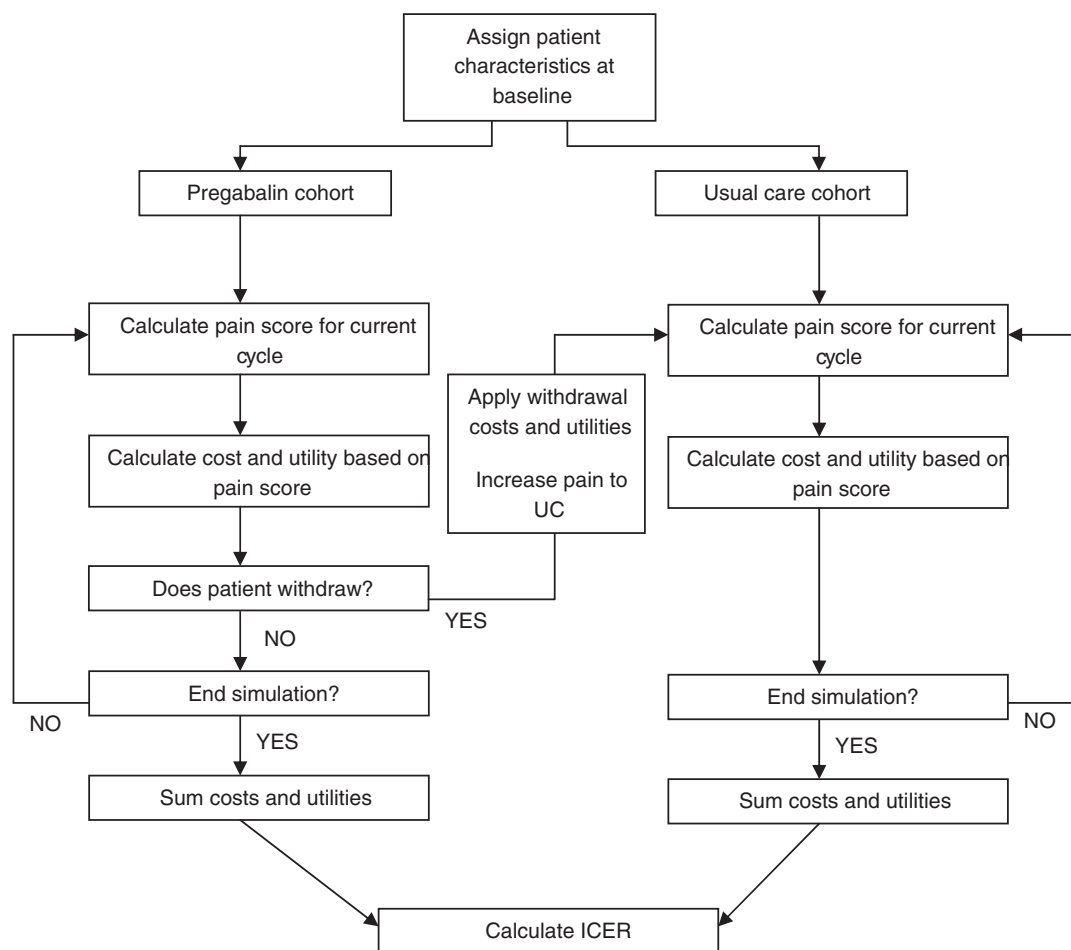 Assign patient
characteristics at
baseline
Pregabalin cohort
Usual care cohort
Calculate pain score for current
cycle
Calculate pain score for current
cycle
Apply withdrawal
costs and utilities
Increase pain to
UC
Calculate cost and utility based on
pain score
Calculate cost and utility based on
pain score
Does patient withdraw?
YES
NO
End simulation?
NO
YES
End simulation?
NO
YES
Sum costs and utilities
Sum costs and utilities
Calculate ICER